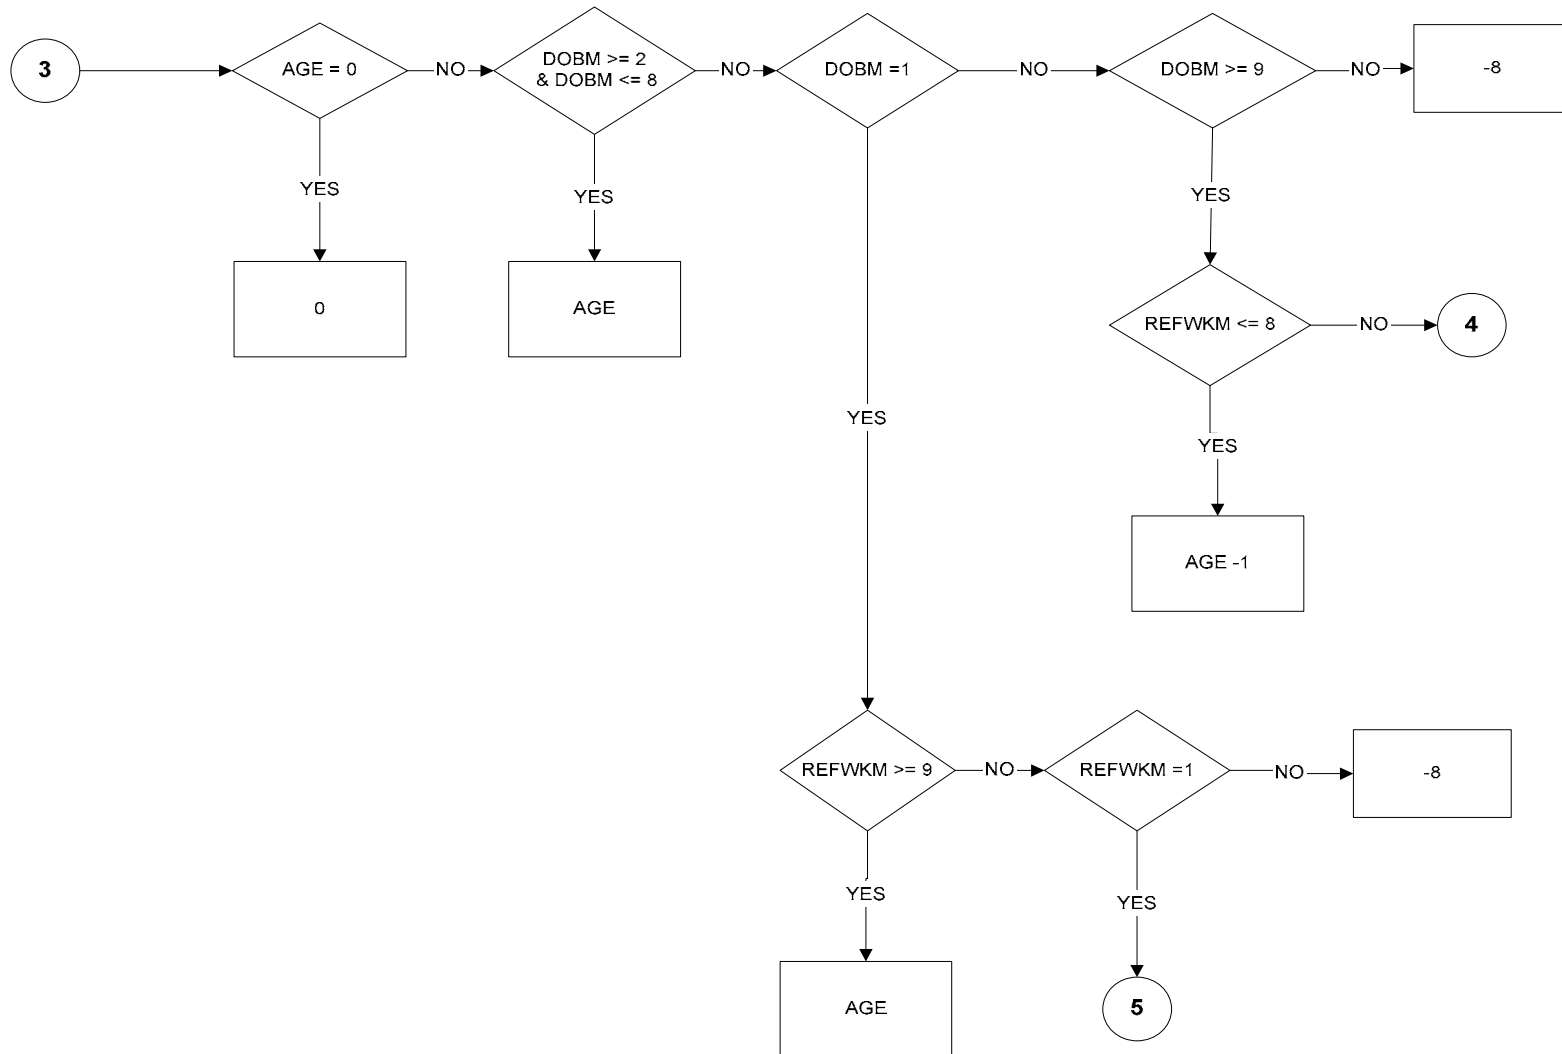 3
AGE = 0
NO
DOBM >= 2
& DOBM <= 8
NO
DOBM =1
NO
DOBM >= 9
NO
-8
YES
YES
YES
0
AGE
REFWKM <= 8
NO
4
YES
YES
AGE -1
REFWKM >= 9
NO
REFWKM =1
NO
-8
YES
YES
AGE
5